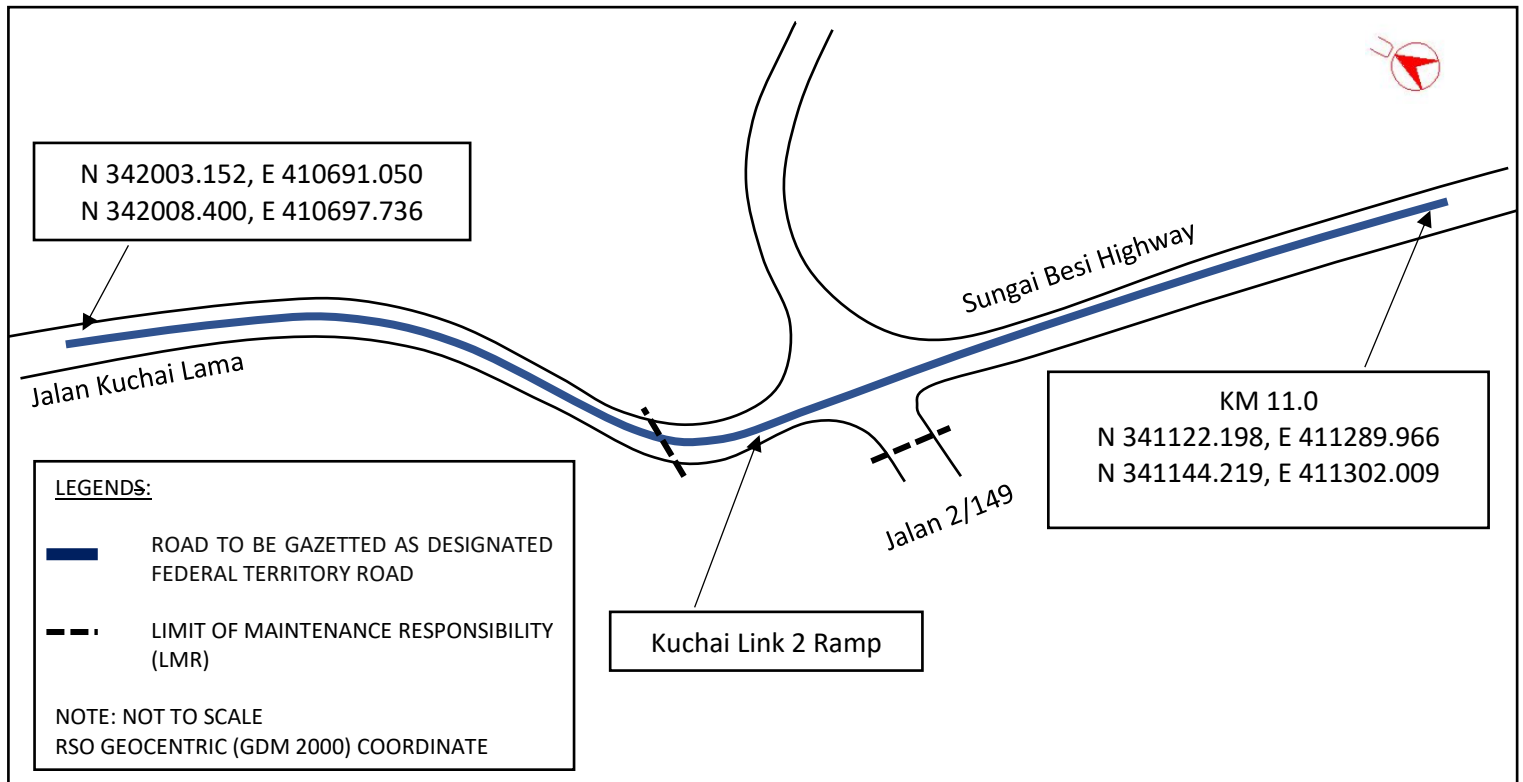 N 342003.152, E 410691.050
N 342008.400, E 410697.736
Sungai Besi Highway
Jalan Kuchai Lama
KM 11.0
N 341122.198, E 411289.966
N 341144.219, E 411302.009
Jalan 2/149
Kuchai Link 2 Ramp
LEGENDS:
ROAD TO BE GAZETTED AS DESIGNATED
FEDERAL TERRITORY ROAD
LIMIT OF MAINTENANCE RESPONSIBILITY
(LMR)
NOTE: NOT TO SCALE
RSO GEOCENTRIC (GDM 2000) COORDINATE